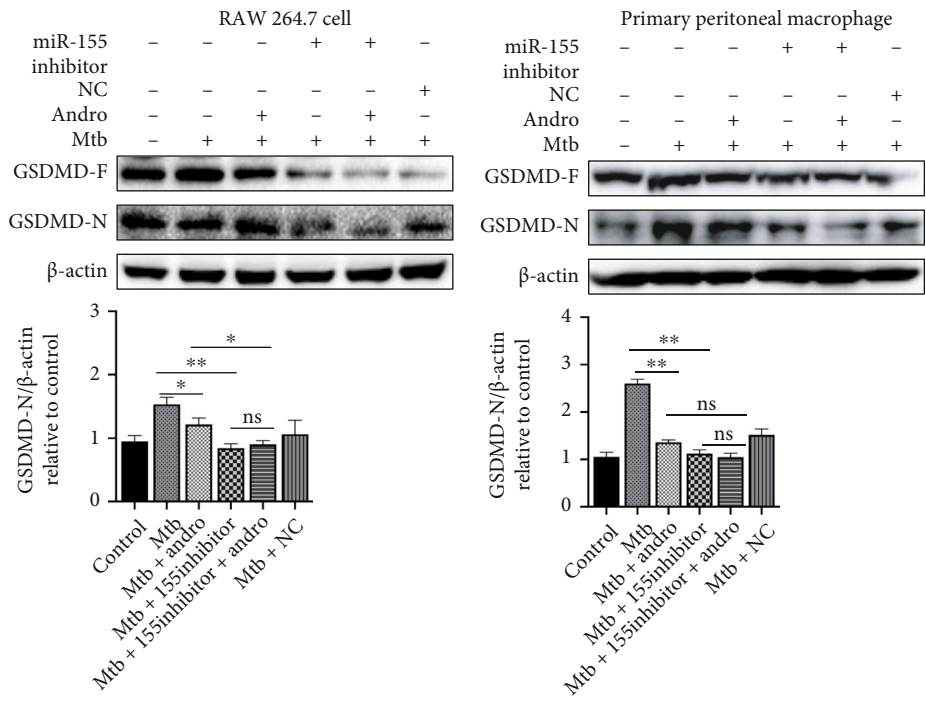 RAW 264.7 cell
miR-155 inhibitor – – – + + –
NC – – – – – +
Andro – – + – + –
Mtb – + + + + +
GSDMD-F
GSDMD-N
β-actin
GSDMD-N/β-actin
relative to control
3
2
1
0
*
**
*
ns
Control
Mtb
Mtb + andro
Mtb + 155inhibitor
Mtb + 155inhibitor + andro
Mtb + NC
Primary peritoneal macrophage
miR-155 inhibitor – – – + + –
NC – – – – – +
Andro – – + – + –
Mtb – + + + + +
GSDMD-F
GSDMD-N
β-actin
GSDMD-N/β-actin
relative to control
4
3
2
1
0
**
**
ns
ns
Control
Mtb
Mtb + andro
Mtb + 155inhibitor
Mtb + 155inhibitor + andro
Mtb + NC